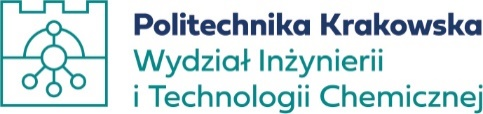 Politechnika Krakowska
Wydział Inżynierii
i Technologii Chemicznej